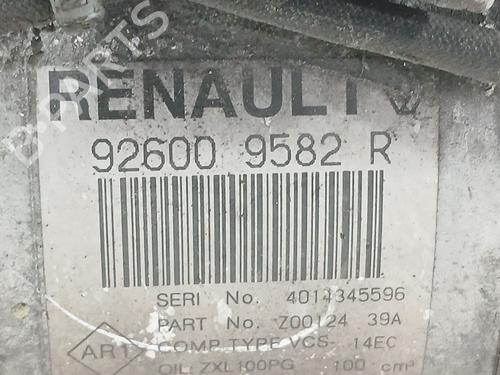 RENAULT
92600 9582 R
SERI No. 4014345596
PART No. Z00124 39A
COMP.TYPE VCS- 14EC
ART
OIL: ZXL100PG 100 cm³